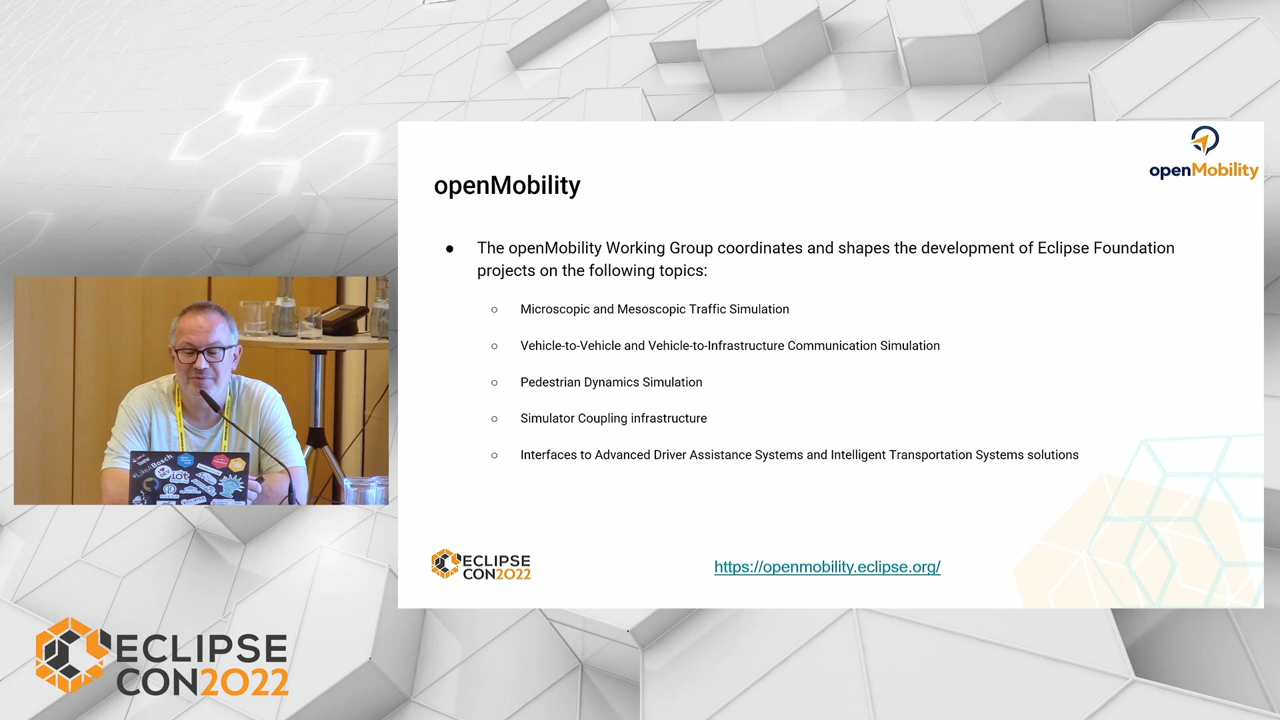 openMobility
openMobility
● The openMobility Working Group coordinates and shapes the development of Eclipse Foundation
projects on the following topics:
○ Microscopic and Mesoscopic Traffic Simulation
○ Vehicle-to-Vehicle and Vehicle-to-Infrastructure Communication Simulation
○ Pedestrian Dynamics Simulation
○ Simulator Coupling infrastructure
○ Interfaces to Advanced Driver Assistance Systems and Intelligent Transportation Systems solutions
#LikeABosch
IoT
ECLIPSE
CON2022
https://openmobility.eclipse.org/
ECLIPSE
CON2022